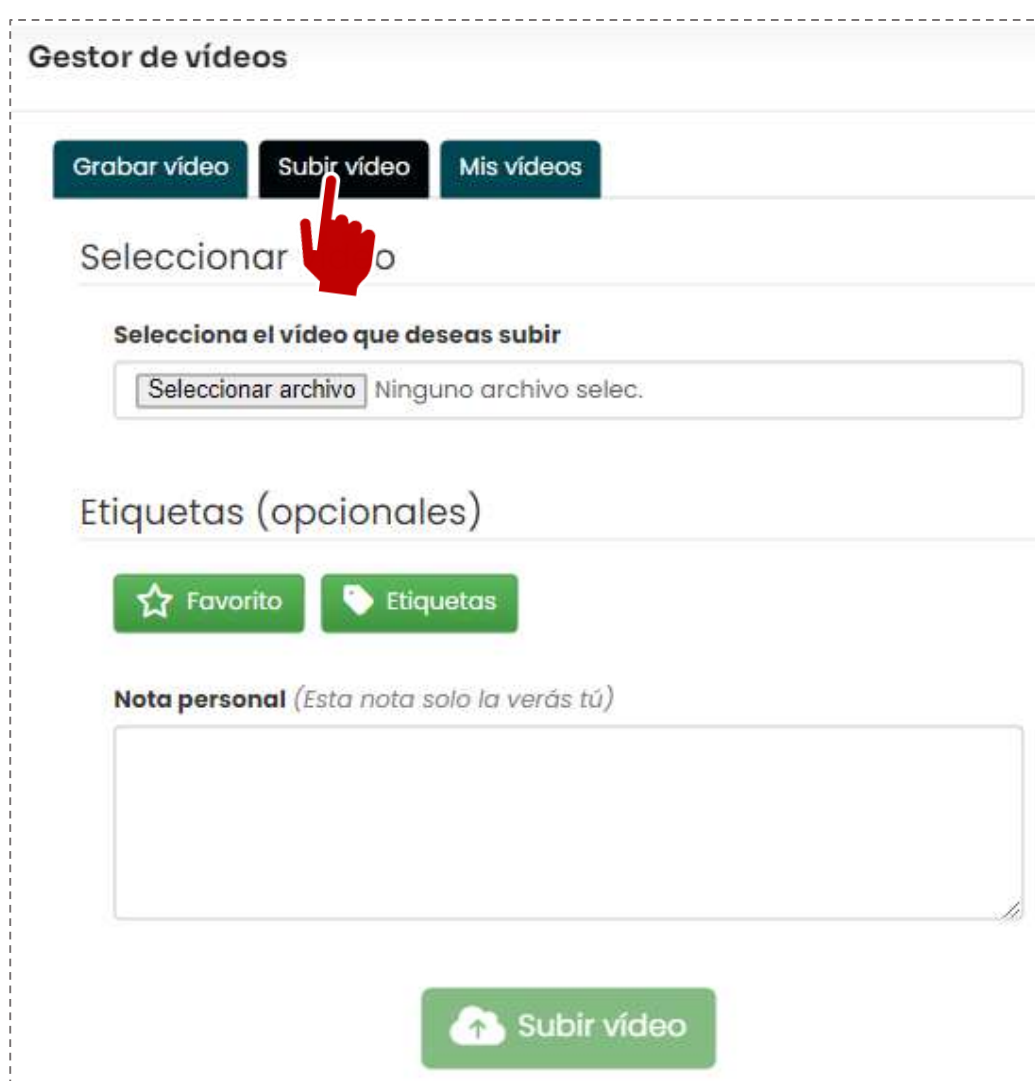 Gestor de vídeos
Grabar vídeo Subir vídeo Mis vídeos
Seleccionar
Selecciona el vídeo que deseas subir
Seleccionar archivo Ninguno archivo selec.
Etiquetas (opcionales)
Favorito Etiquetas
Nota personal (Esta nota solo la verás tú)
Subir vídeo